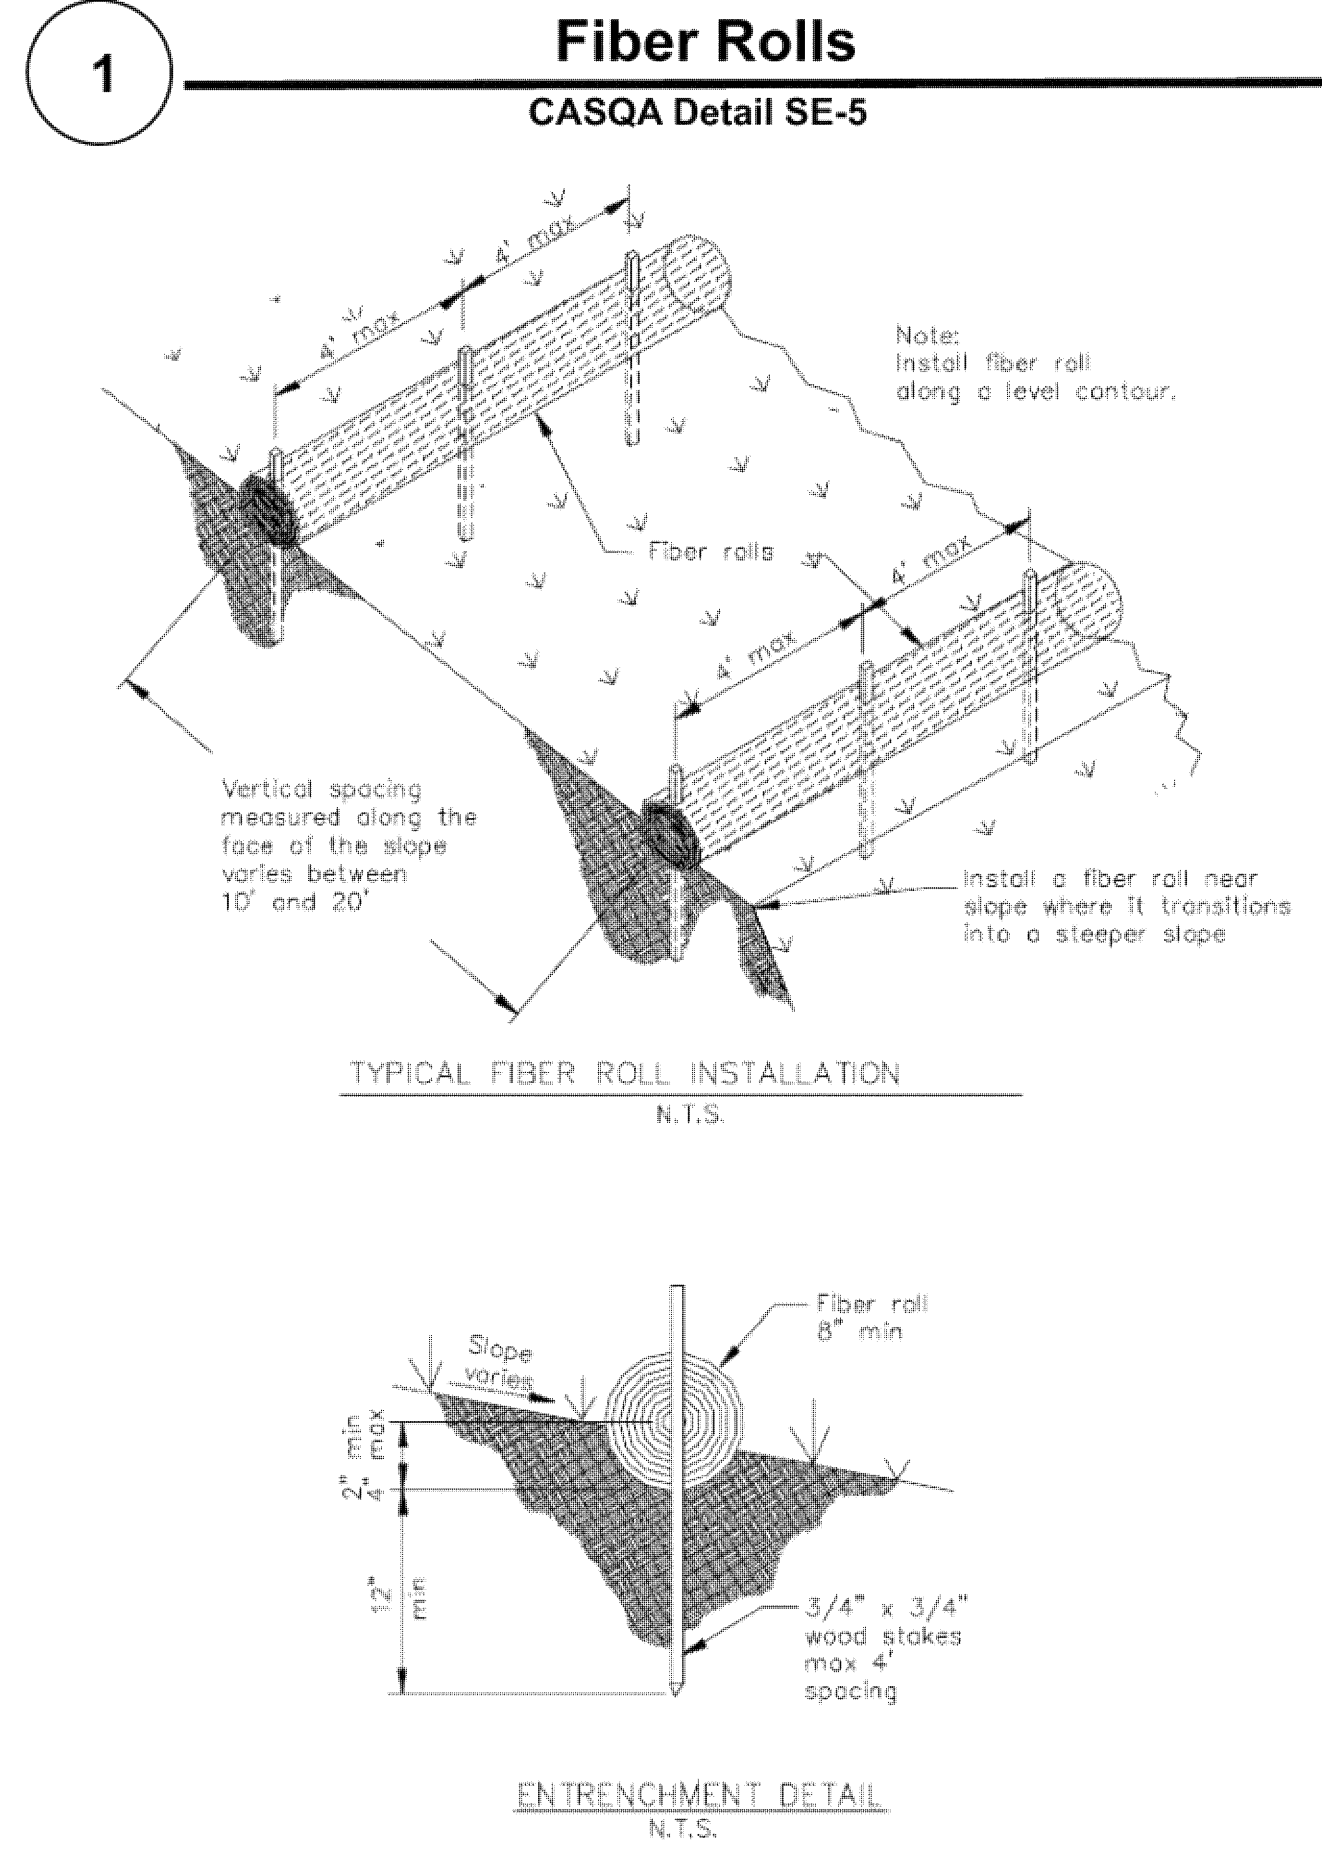 1
Fiber Rolls
CASQA Detail SE-5
4' max
4' max
Note:
Install fiber roll
along a level contour.
Fiber rolls
4' max
4' max
Vertical spacing
measured along the
face of the slope
varies between
10' and 20'
Install a fiber roll near
slope where it transitions
into a steeper slope
TYPICAL FIBER ROLL INSTALLATION
N.T.S.
Fiber roll
8" min
Slope
varies
2" min
4" max
12"
min
3/4" x 3/4"
wood stakes
max 4'
spacing
ENTRENCHMENT DETAIL
N.T.S.